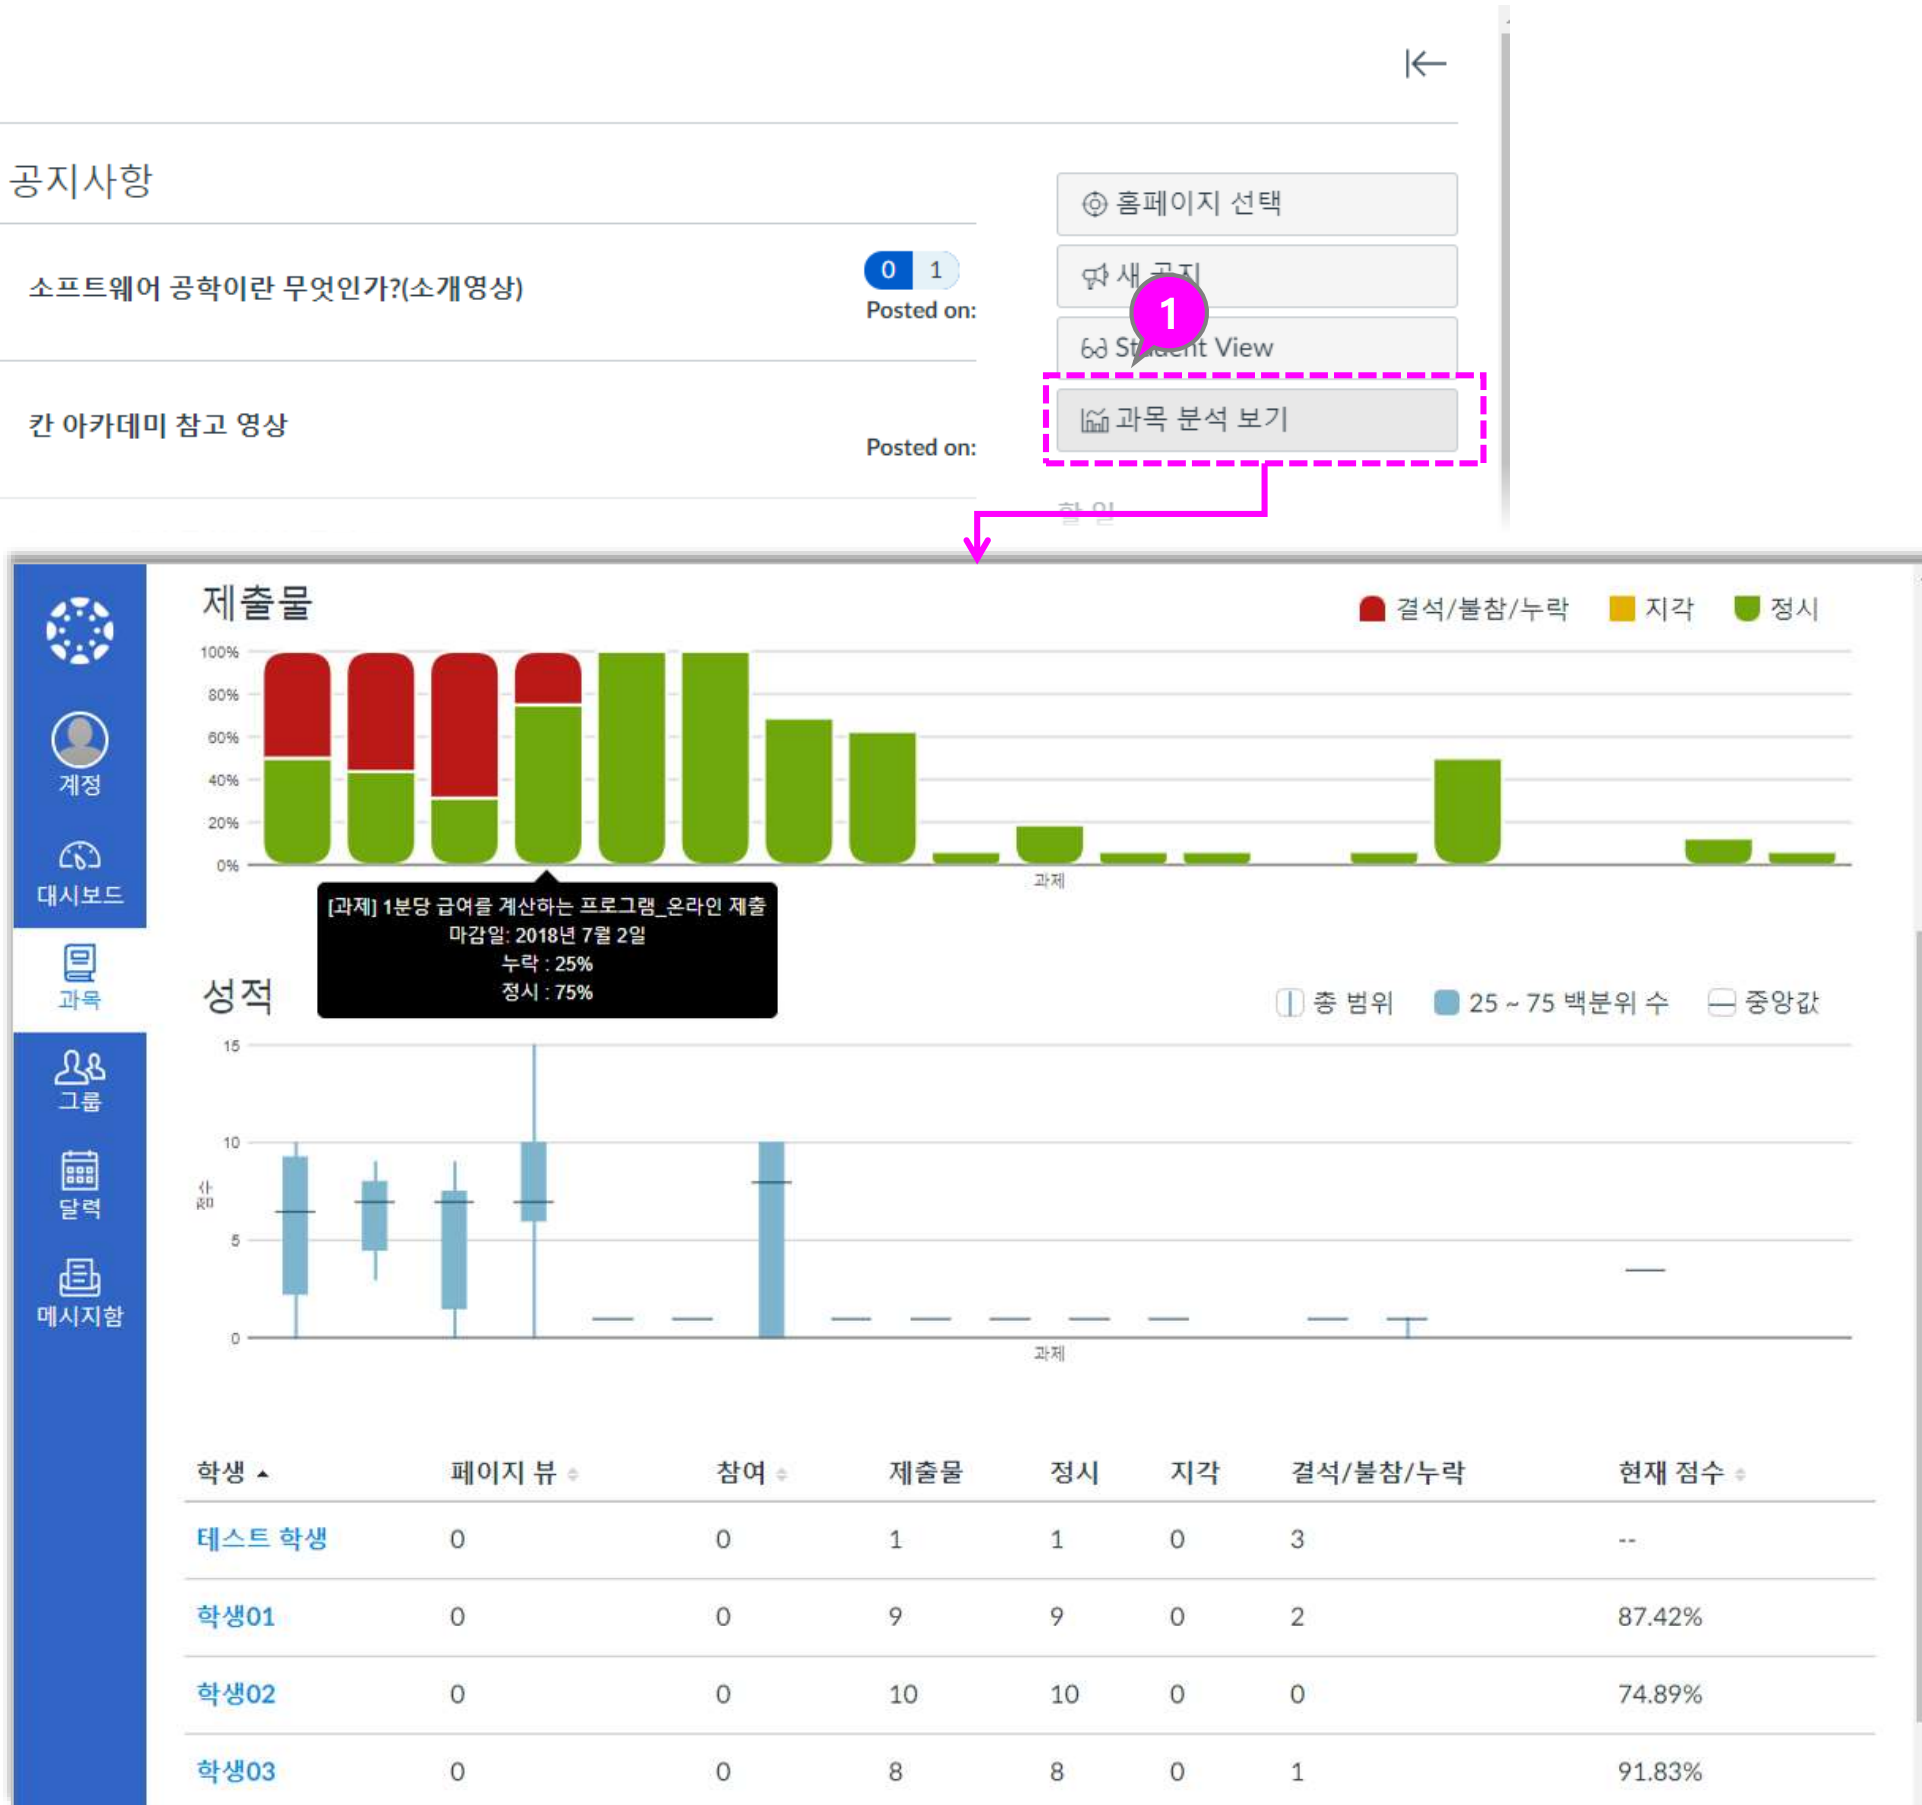 공지사항
소프트웨어 공학이란 무엇인가?(소개영상)
0 1
Posted on:
칸 아카데미 참고 영상
Posted on:
홈페이지 선택
새 공지
1
Student View
과목 분석 보기
할 일
계정
대시보드
과목
그룹
달력
메시지함
제출물
결석/불참/누락 지각 정시
100%
80%
60%
40%
20%
0%
과제
[과제] 1분당 급여를 계산하는 프로그램_온라인 제출
마감일: 2018년 7월 2일
누락 : 25%
정시 : 75%
성적
총 범위 25 ~ 75 백분위 수 중앙값
15
10
점수
5
0
과제
학생 페이지 뷰 참여 제출물 정시 지각 결석/불참/누락 현재 점수
테스트 학생 0 0 1 1 0 3 --
학생01 0 0 9 9 0 2 87.42%
학생02 0 0 10 10 0 0 74.89%
학생03 0 0 8 8 0 1 91.83%